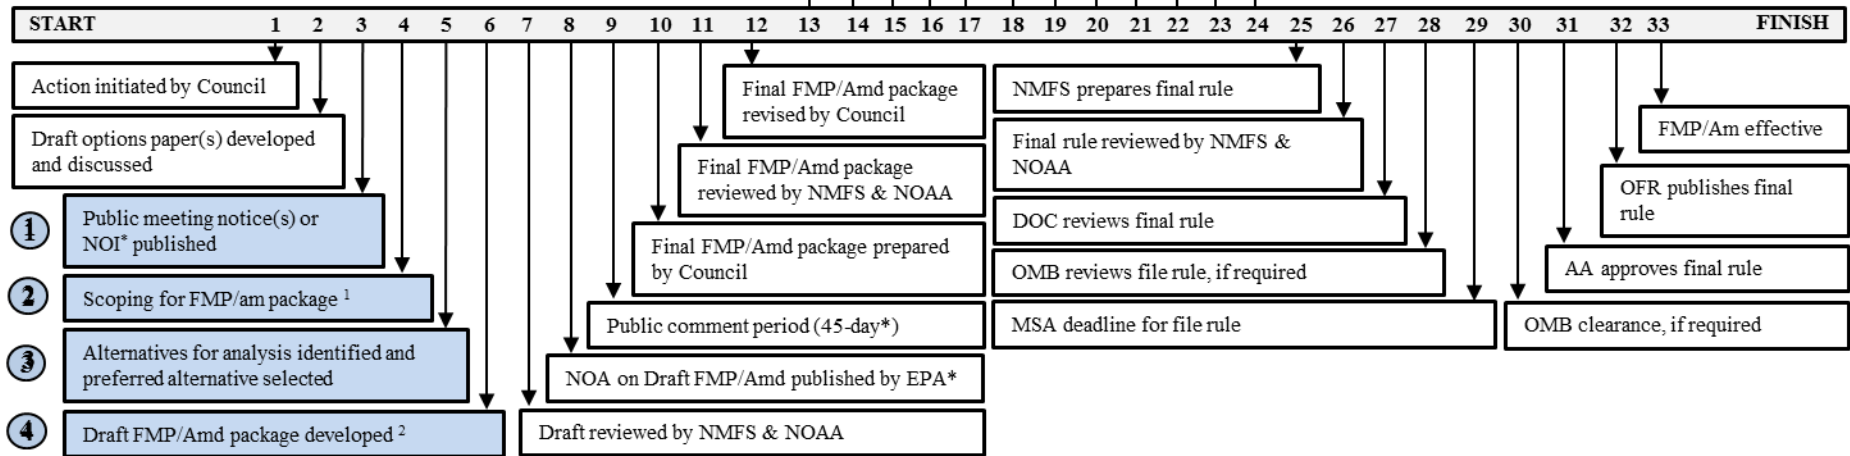 START 1 2 3 4 5 6 7 8 9 10 11 12 13 14 15 16 17 18 19 20 21 22 23 24 25 26 27 28 29 30 31 32 33 FINISH
Action initiated by Council
Draft options paper(s) developed
and discussed
1
Public meeting notice(s) or
NOI* published
2
Scoping for FMP/am package 1
3
Alternatives for analysis identified and
preferred alternative selected
4
Draft FMP/Amd package developed 2
Final FMP/Amd package
revised by Council
Final FMP/Amd package
reviewed by NMFS & NOAA
Final FMP/Amd package prepared
by Council
Public comment period (45-day*)
NOA on Draft FMP/Amd published by EPA*
Draft reviewed by NMFS & NOAA
NMFS prepares final rule
Final rule reviewed by NMFS &
NOAA
DOC reviews final rule
OMB reviews file rule, if required
MSA deadline for file rule
FMP/Am effective
OFR publishes final
rule
AA approves final rule
OMB clearance, if required